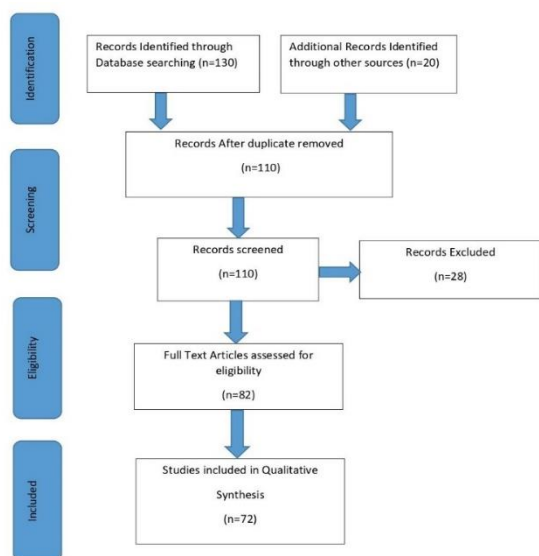 Identification
Records Identified through
Database searching (n=130)
Additional Records Identified
through other sources (n=20)
Records After duplicate removed
(n=110)
Screening
Records screened
(n=110)
Records Excluded
(n=28)
Eligibility
Full Text Articles assessed for
eligibility
(n=82)
Included
Studies included in Qualitative
Synthesis
(n=72)